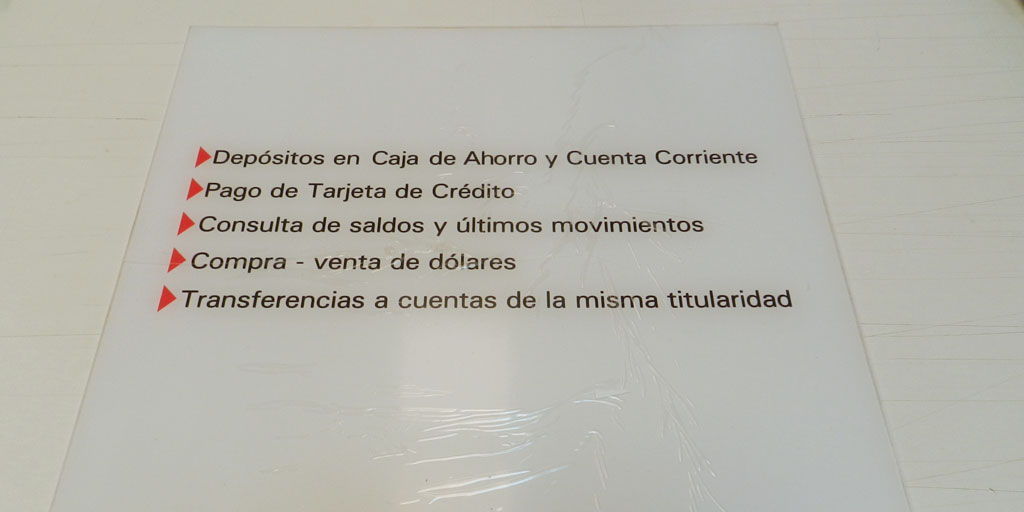 Depósitos en Caja de Ahorro y Cuenta Corriente
Pago de Tarjeta de Crédito
Consulta de saldos y últimos movimientos
Compra - venta de dólares
Transferencias a cuentas de la misma titularidad